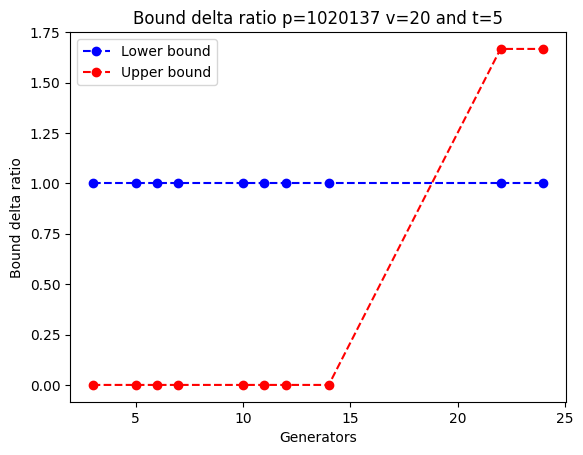 Bound delta ratio p=1020137 v=20 and t=5
Lower bound
Upper bound
Bound delta ratio
1.75
1.50
1.25
1.00
0.75
0.50
0.25
0.00
5
10
15
20
25
Generators